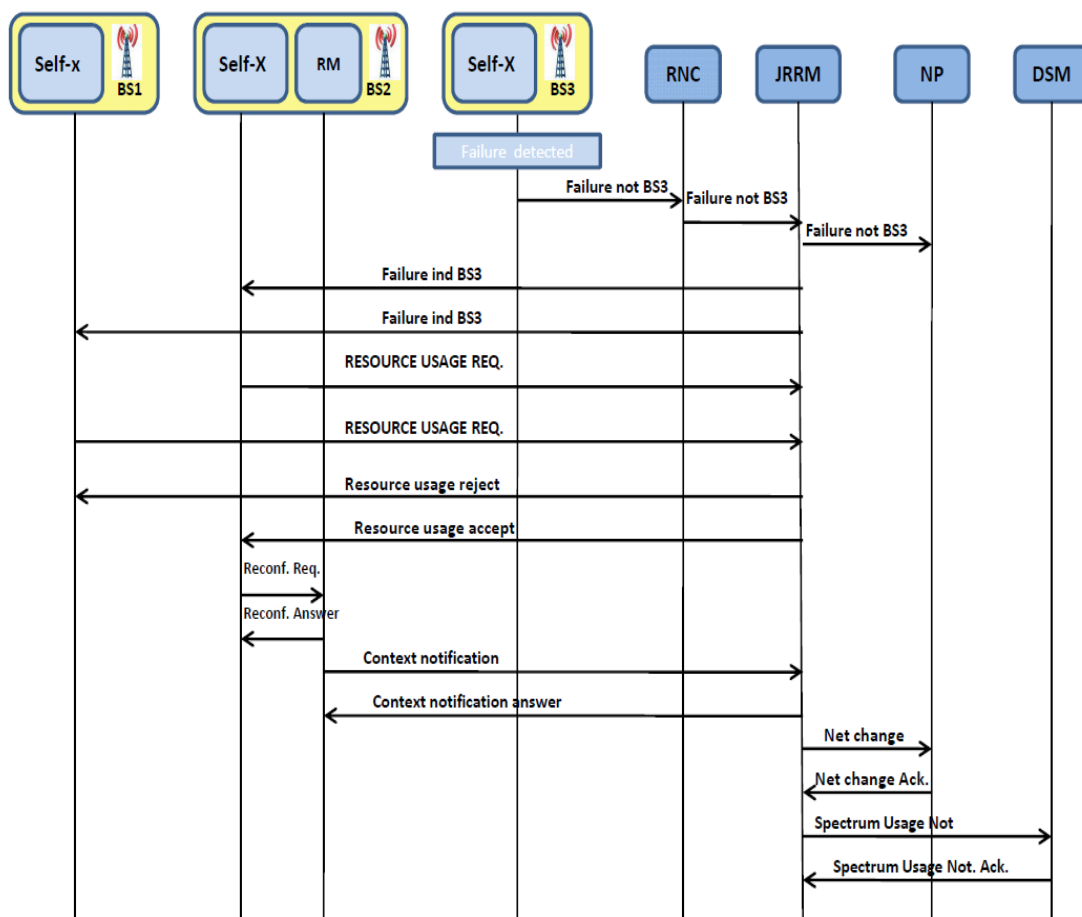 Self-x
BS1
Self-X
RM
BS2
Self-X
BS3
RNC
JRRM
NP
DSM
Failure detected
Failure not BS3
Failure not BS3
Failure not BS3
Failure ind BS3
Failure ind BS3
RESOURCE USAGE REQ.
RESOURCE USAGE REQ.
Resource usage reject
Resource usage accept
Reconf. Req.
Reconf. Answer
Context notification
Context notification answer
Net change
Net change Ack.
Spectrum Usage Not
Spectrum Usage Not. Ack.